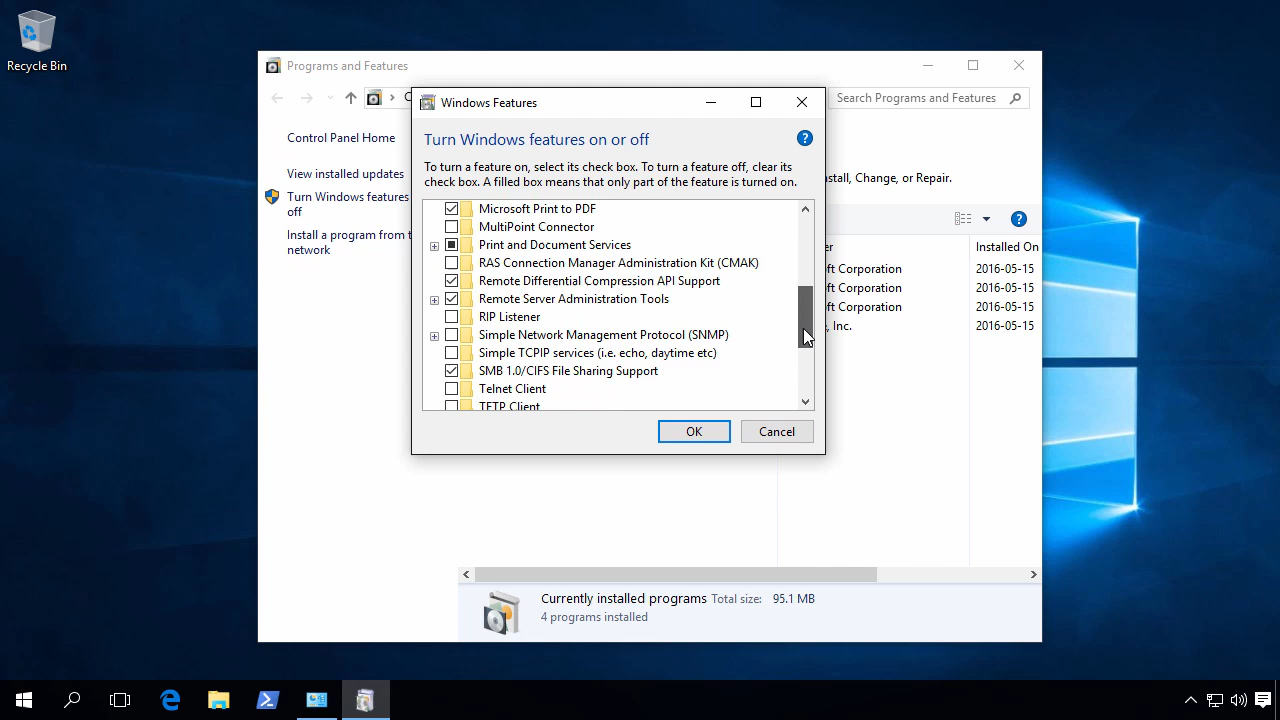 Recycle Bin
Programs and Features
Search Programs and Features
Control Panel Home
View installed updates
Turn Windows features
off
Install a program from t
network
Windows Features
Turn Windows features on or off
To turn a feature on, select its check box. To turn a feature off, clear its
check box. A filled box means that only part of the feature is turned on.
Microsoft Print to PDF
MultiPoint Connector
Print and Document Services
RAS Connection Manager Administration Kit (CMAK)
Remote Differential Compression API Support
Remote Server Administration Tools
RIP Listener
Simple Network Management Protocol (SNMP)
Simple TCPIP services (i.e. echo, daytime etc)
SMB 1.0/CIFS File Sharing Support
Telnet Client
TFTP Client
OK
Cancel
tall, Change, or Repair.
er
Installed On
ft Corporation
2016-05-15
ft Corporation
2016-05-15
ft Corporation
2016-05-15
, Inc.
2016-05-15
Currently installed programs Total size: 95.1 MB
4 programs installed